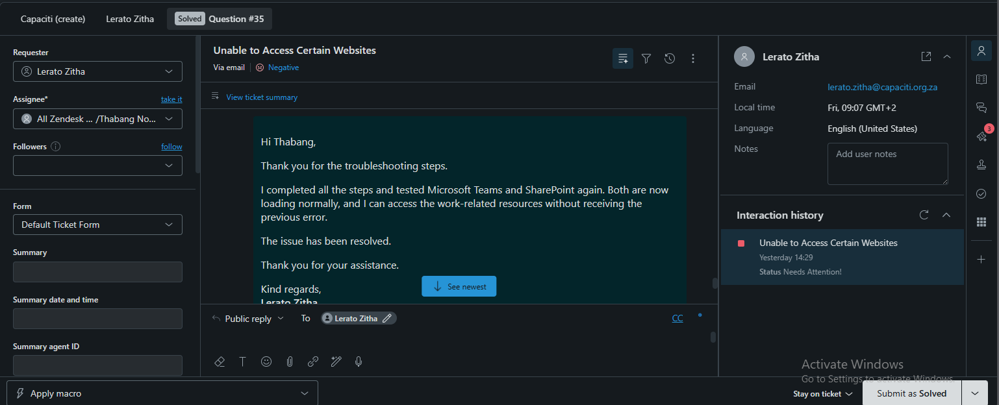 Capaciti (create)
Lerato Zitha
Solved Question #35
Requester
Lerato Zitha
Assignee*
take it
All Zendesk ... /Thabang No...
Followers
follow
Form
Default Ticket Form
Summary
Summary date and time
Summary agent ID
Apply macro
Unable to Access Certain Websites
Via email
Negative
View ticket summary
Hi Thabang,
Thank you for the troubleshooting steps.
I completed all the steps and tested Microsoft Teams and SharePoint again. Both are now
loading normally, and I can access the work-related resources without receiving the
previous error.
The issue has been resolved.
Thank you for your assistance.
Kind regards,
Lerato Zitha
See newest
Public reply
To
Lerato Zitha
CC
Lerato Zitha
Email
lerato.zitha@capaciti.org.za
Local time
Fri, 09:07 GMT+2
Language
English (United States)
Notes
Add user notes
Interaction history
Unable to Access Certain Websites
Yesterday 14:29
Status Needs Attention!
3
Activate Windows
Go to Settings to activate Windows.
Stay on ticket
Submit as Solved